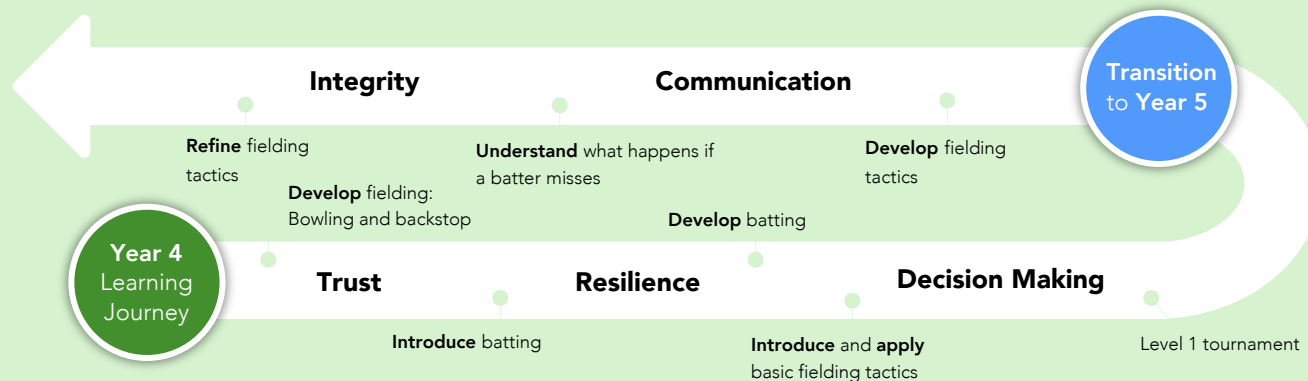 Integrity
Communication
Transition
to Year 5
Refine fielding
tactics
Understand what happens if
a batter misses
Develop fielding
tactics
Develop fielding:
Bowling and backstop
Develop batting
Year 4
Learning
Journey
Trust
Resilience
Decision Making
Introduce batting
Introduce and apply
basic fielding tactics
Level 1 tournament